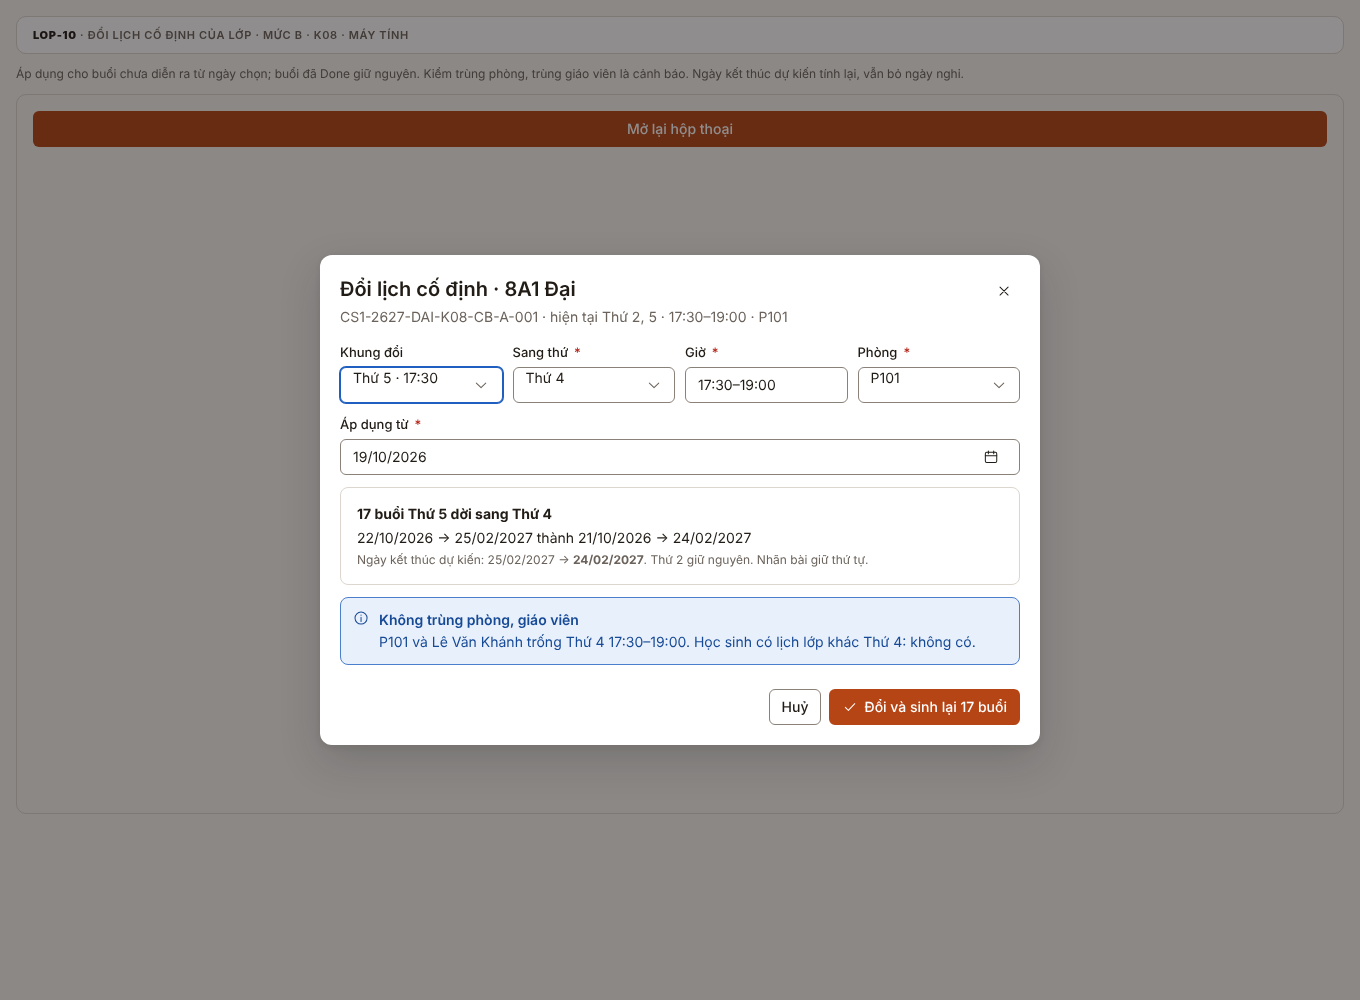 LOP-10 · ĐỔI LỊCH CỐ ĐỊNH CỦA LỚP · MỨC B · K08 · MÁY TÍNH
Áp dụng cho buổi chưa diễn ra từ ngày chọn; buổi đã Done giữ nguyên. Kiểm trùng phòng, trùng giáo viên là cảnh báo. Ngày kết thúc dự kiến tính lại, vẫn bỏ ngày nghỉ.
Mở lại hộp thoại
Đổi lịch cố định · 8A1 Đại
CS1-2627-DAI-K08-CB-A-001 · hiện tại Thứ 2, 5 · 17:30–19:00 · P101
Khung đổi Sang thứ * Giờ * Phòng *
Thứ 5 · 17:30 Thứ 4 17:30–19:00 P101
Áp dụng từ *
19/10/2026
17 buổi Thứ 5 dời sang Thứ 4
22/10/2026 → 25/02/2027 thành 21/10/2026 → 24/02/2027
Ngày kết thúc dự kiến: 25/02/2027 → 24/02/2027. Thứ 2 giữ nguyên. Nhãn bài giữ thứ tự.
Không trùng phòng, giáo viên
P101 và Lê Văn Khánh trống Thứ 4 17:30–19:00. Học sinh có lịch lớp khác Thứ 4: không có.
Huỷ Đổi và sinh lại 17 buổi